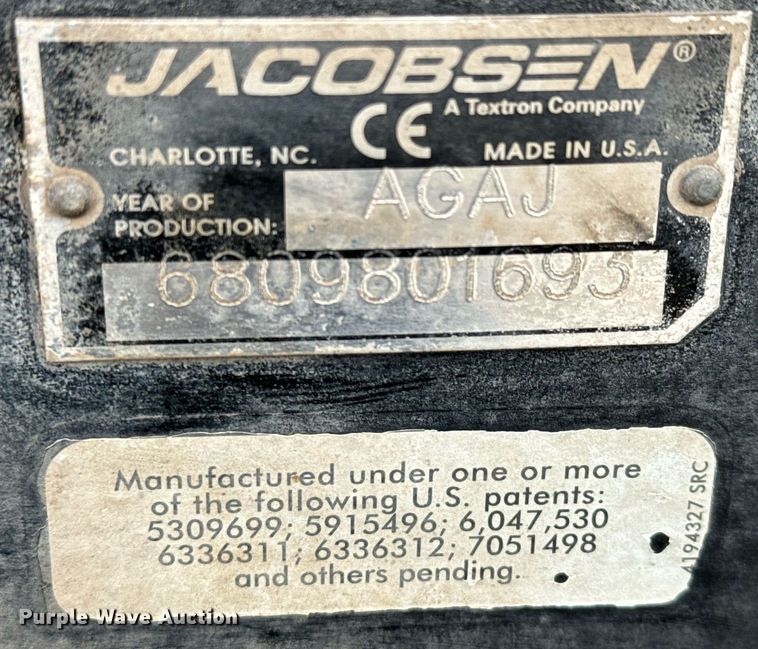 JACOBSEN®
A Textron Company
CE
CHARLOTTE, NC.
MADE IN U.S.A.
YEAR OF
PRODUCTION:
AGAJ
6809801693
Manufactured under one or more
of the following U.S. patents:
5309699; 5915496; 6,047,530
6336311; 6336312; 7051498
and others pending.
4194327 SRC
Purple Wave Auction